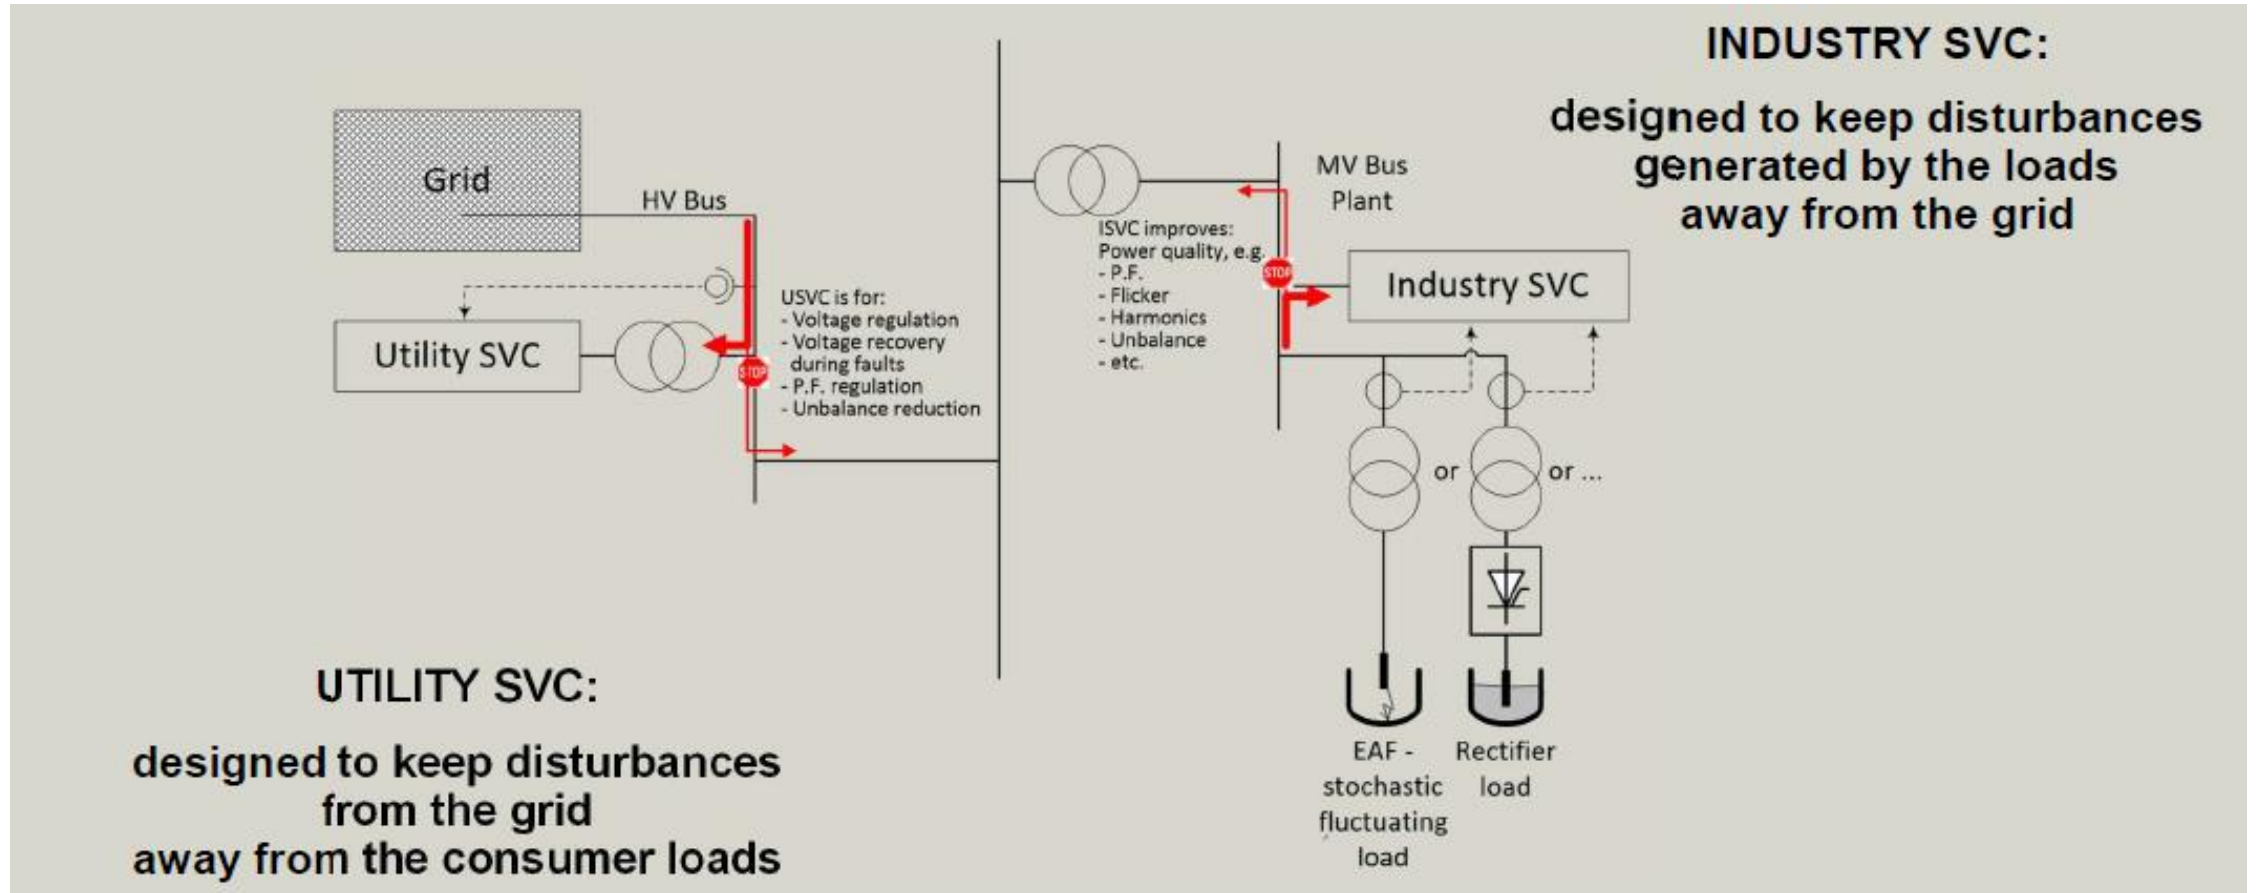 INDUSTRY SVC:
designed to keep disturbances
generated by the loads
away from the grid
Grid
HV Bus
Utility SVC
STOP
USVC is for:
- Voltage regulation
- Voltage recovery
during faults
- P.F. regulation
- Unbalance reduction
MV Bus
Plant
ISVC improves:
Power quality, e.g.
- P.F.
- Flicker
- Harmonics
- Unbalance
- etc.
STOP
Industry SVC
or
or ...
EAF -
stochastic
fluctuating
load
Rectifier
load
UTILITY SVC:
designed to keep disturbances
from the grid
away from the consumer loads